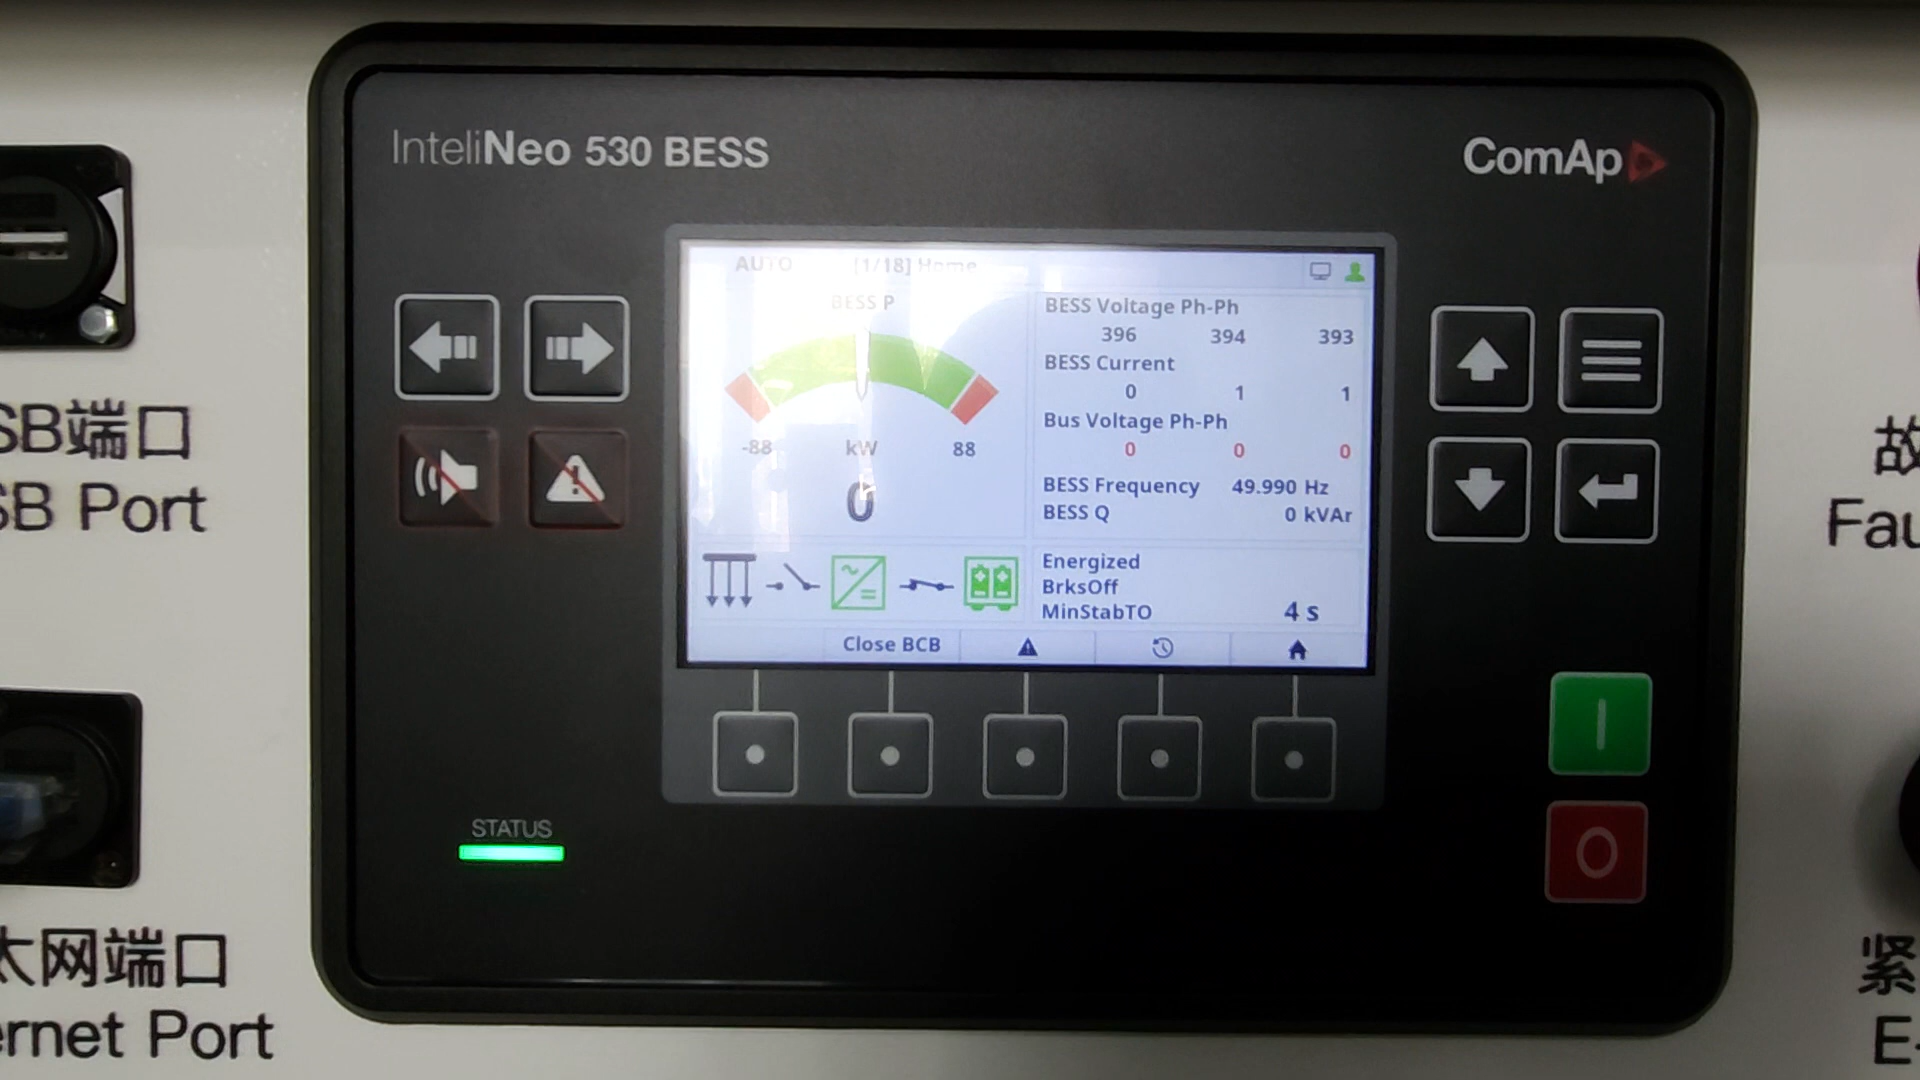 InteliNeo 530 BESS
ComAp
AUTO [1/18] Home
BESS P
-88 kW 88
0
BESS Voltage Ph-Ph
396 394 393
BESS Current
0 1 1
Bus Voltage Ph-Ph
0 0 0
BESS Frequency 49.990 Hz
BESS Q 0 kVAr
Energized
BrksOff
MinStabTO 4 s
Close BCB
STATUS
SB端口
SB Port
太网端口
ernet Port
故
Fau
紧
E-